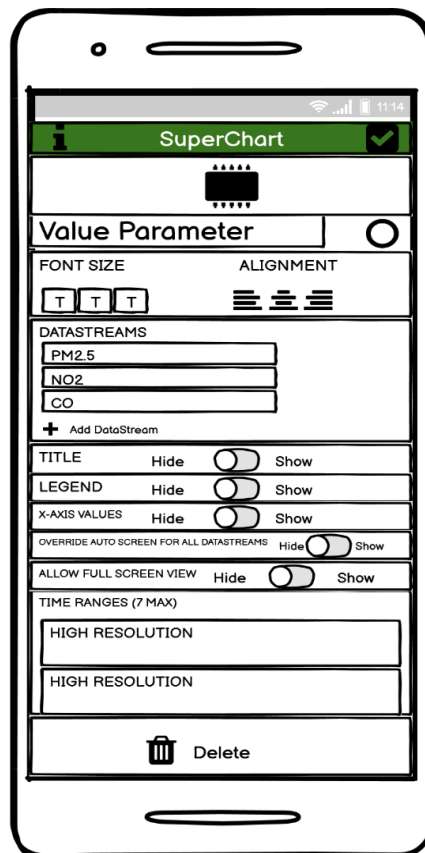 11:14
SuperChart
Value Parameter
FONT SIZE ALIGNMENT
T T T
DATASTREAMS
PM2.5
NO2
CO
Add DataStream
TITLE Hide Show
LEGEND Hide Show
X-AXIS VALUES Hide Show
OVERRIDE AUTO SCREEN FOR ALL DATASTREAMS Hide Show
ALLOW FULL SCREEN VIEW Hide Show
TIME RANGES (7 MAX)
HIGH RESOLUTION
HIGH RESOLUTION
Delete